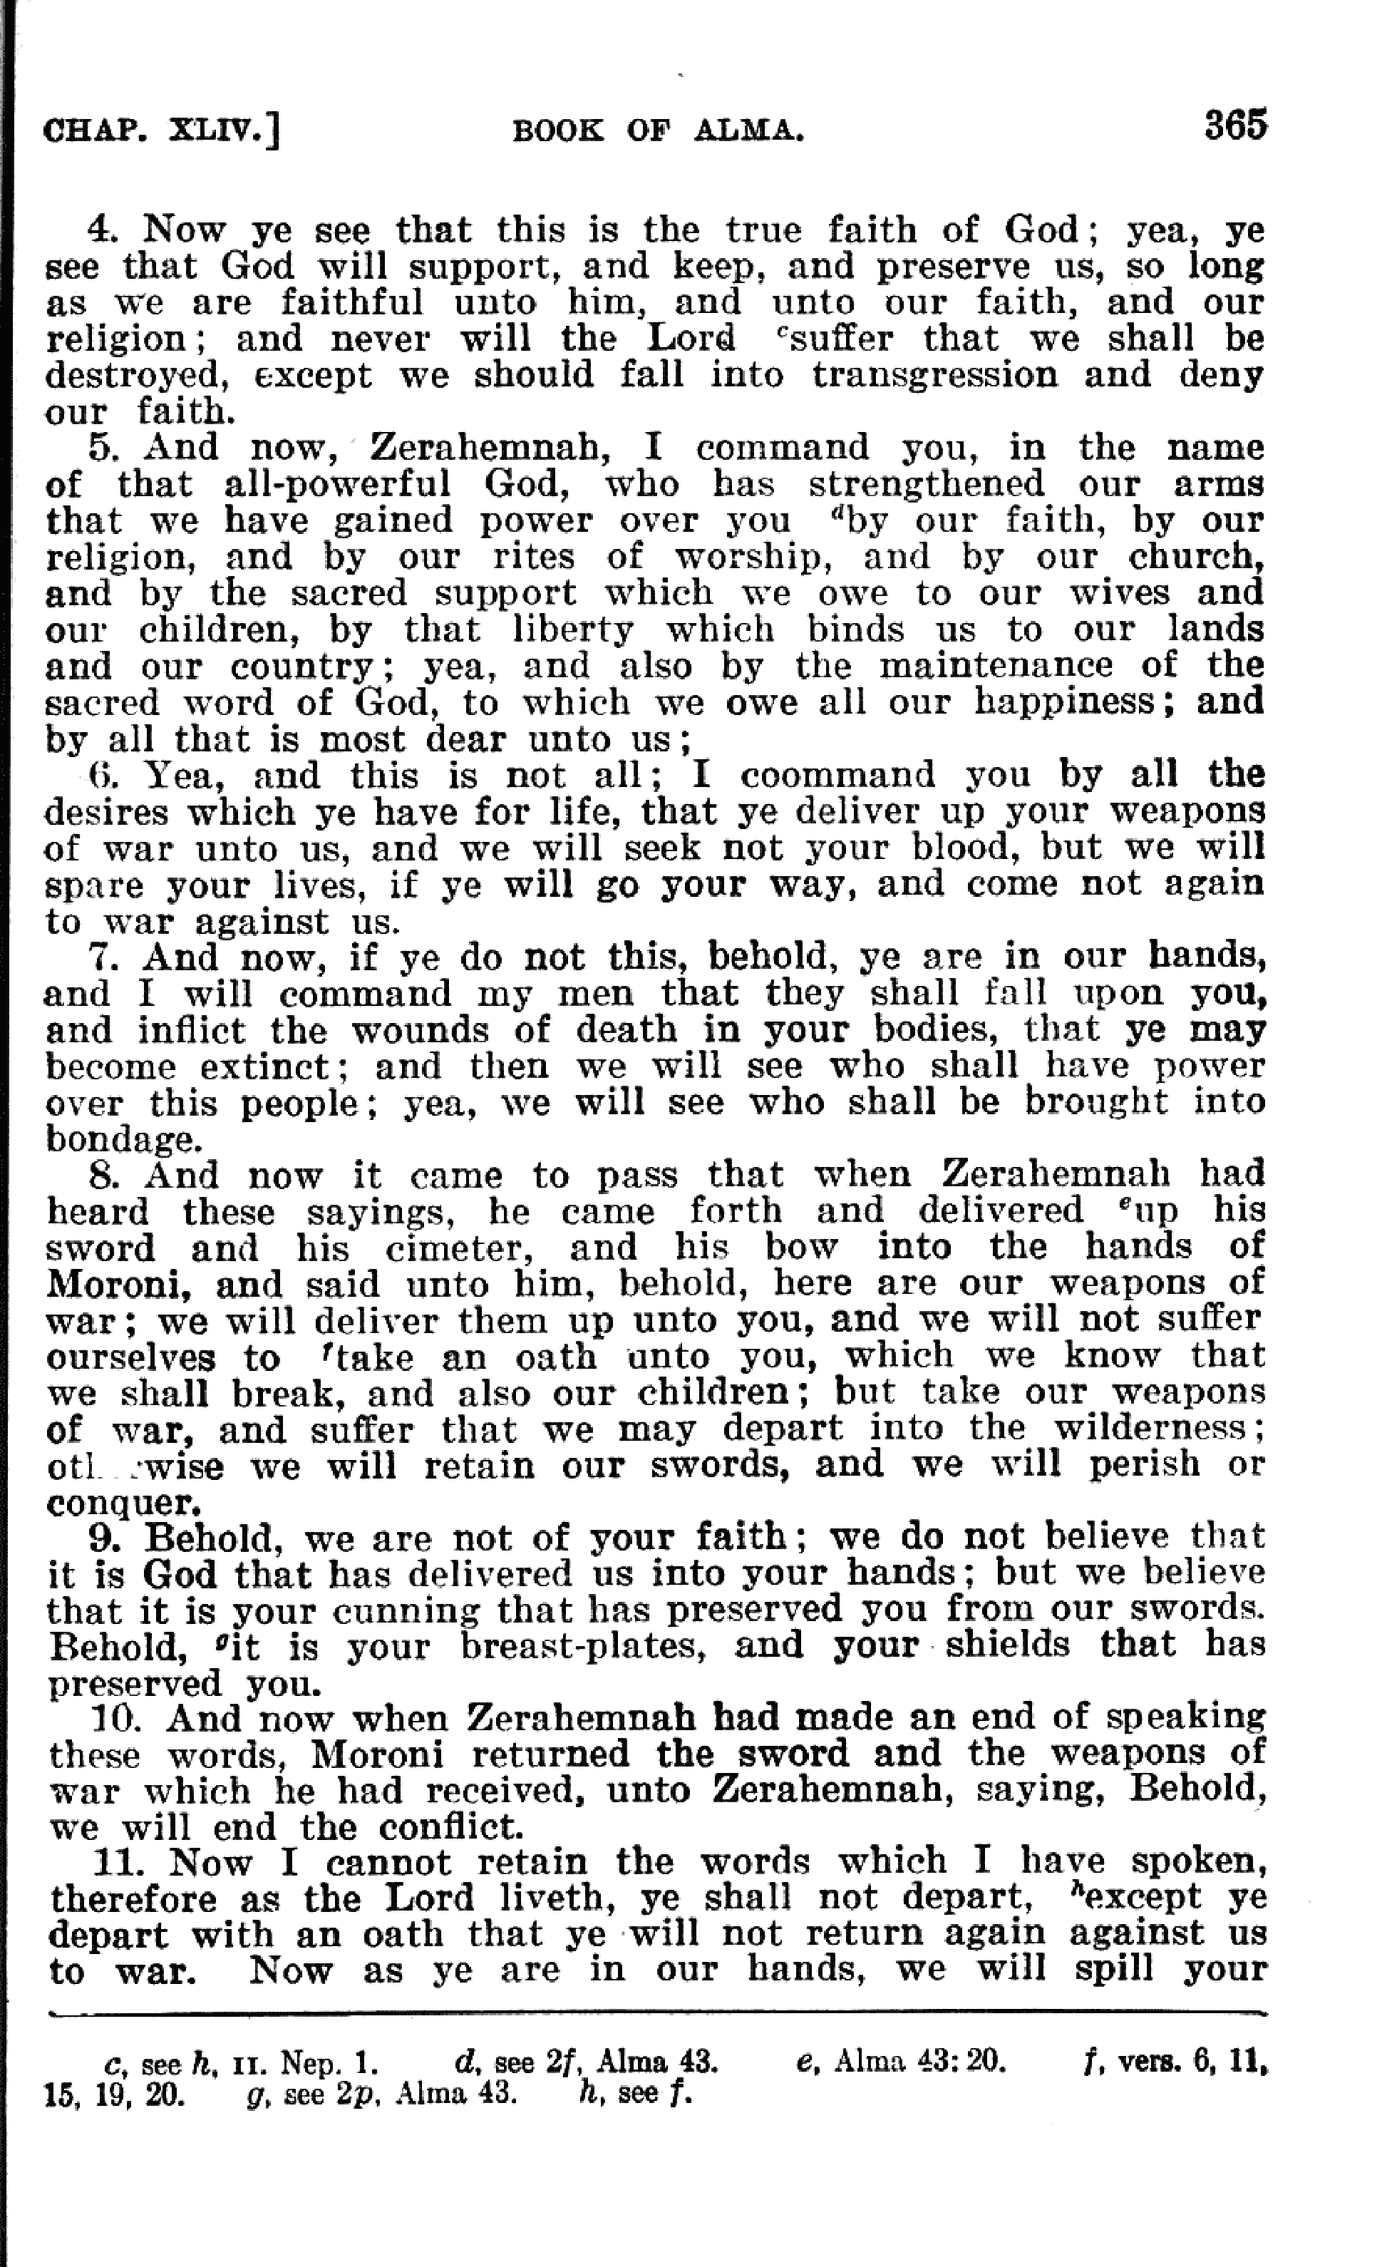 CHAP. XLIV.] BOOK OF ALMA. 365
4. Now ye see that this is the true faith of God; yea, ye
see that God will support, and keep, and preserve us, so long
as we are faithful unto him, and unto our faith, and our
religion; and never will the Lord ᶜsuffer that we shall be
destroyed, except we should fall into transgression and deny
our faith.
5. And now, Zerahemnah, I command you, in the name
of that all-powerful God, who has strengthened our arms
that we have gained power over you ᵈby our faith, by our
religion, and by our rites of worship, and by our church,
and by the sacred support which we owe to our wives and
our children, by that liberty which binds us to our lands
and our country; yea, and also by the maintenance of the
sacred word of God, to which we owe all our happiness; and
by all that is most dear unto us;
6. Yea, and this is not all; I coommand you by all the
desires which ye have for life, that ye deliver up your weapons
of war unto us, and we will seek not your blood, but we will
spare your lives, if ye will go your way, and come not again
to war against us.
7. And now, if ye do not this, behold, ye are in our hands,
and I will command my men that they shall fall upon you,
and inflict the wounds of death in your bodies, that ye may
become extinct; and then we will see who shall have power
over this people; yea, we will see who shall be brought into
bondage.
8. And now it came to pass that when Zerahemnah had
heard these sayings, he came forth and delivered ᵉup his
sword and his cimeter, and his bow into the hands of
Moroni, and said unto him, behold, here are our weapons of
war; we will deliver them up unto you, and we will not suffer
ourselves to ᶠtake an oath unto you, which we know that
we shall break, and also our children; but take our weapons
of war, and suffer that we may depart into the wilderness;
otherwise we will retain our swords, and we will perish or
conquer.
9. Behold, we are not of your faith; we do not believe that
it is God that has delivered us into your hands; but we believe
that it is your cunning that has preserved you from our swords.
Behold, ᵍit is your breast-plates, and your shields that has
preserved you.
10. And now when Zerahemnah had made an end of speaking
these words, Moroni returned the sword and the weapons of
war which he had received, unto Zerahemnah, saying, Behold,
we will end the conflict.
11. Now I cannot retain the words which I have spoken,
therefore as the Lord liveth, ye shall not depart, ʰexcept ye
depart with an oath that ye will not return again against us
to war. Now as ye are in our hands, we will spill your
c, see h, II. Nep. 1. d, see 2f, Alma 43. e, Alma 43:20. f, vers. 6, 11,
15, 19, 20. g, see 2p, Alma 43. h, see f.